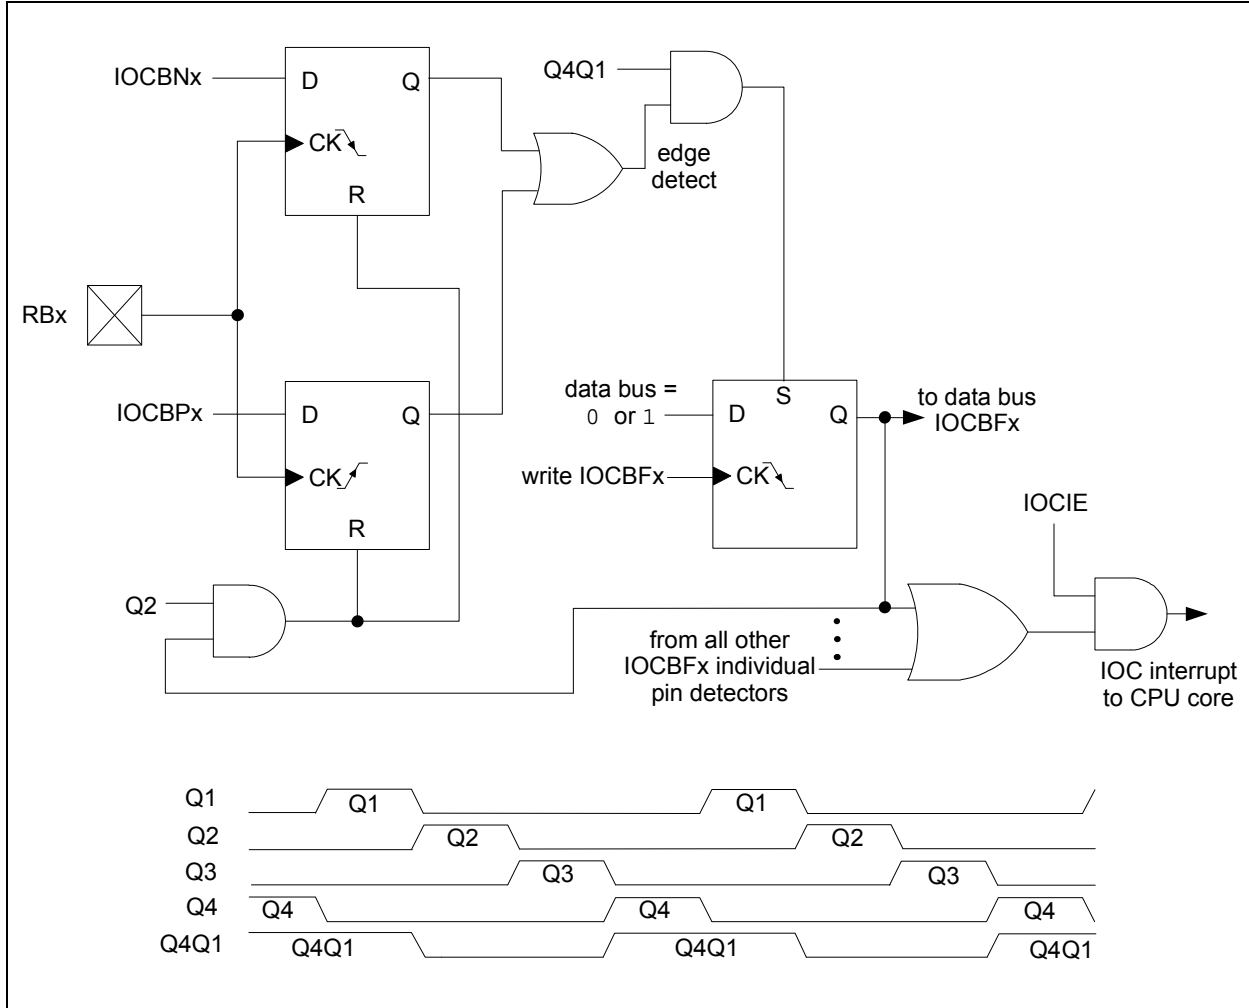 IOCBNx
D
Q
CK
R
Q4Q1
edge
detect
RBx
IOCBPx
D
Q
CK
R
data bus =
0 or 1
S
D
Q
to data bus
IOCBFx
write IOCBFx
CK
IOCIE
Q2
from all other
IOCBFx individual
pin detectors
IOC interrupt
to CPU core
Q1 Q1 Q1
Q2 Q2 Q2
Q3 Q3 Q3
Q4 Q4 Q4 Q4
Q4Q1 Q4Q1 Q4Q1 Q4Q1